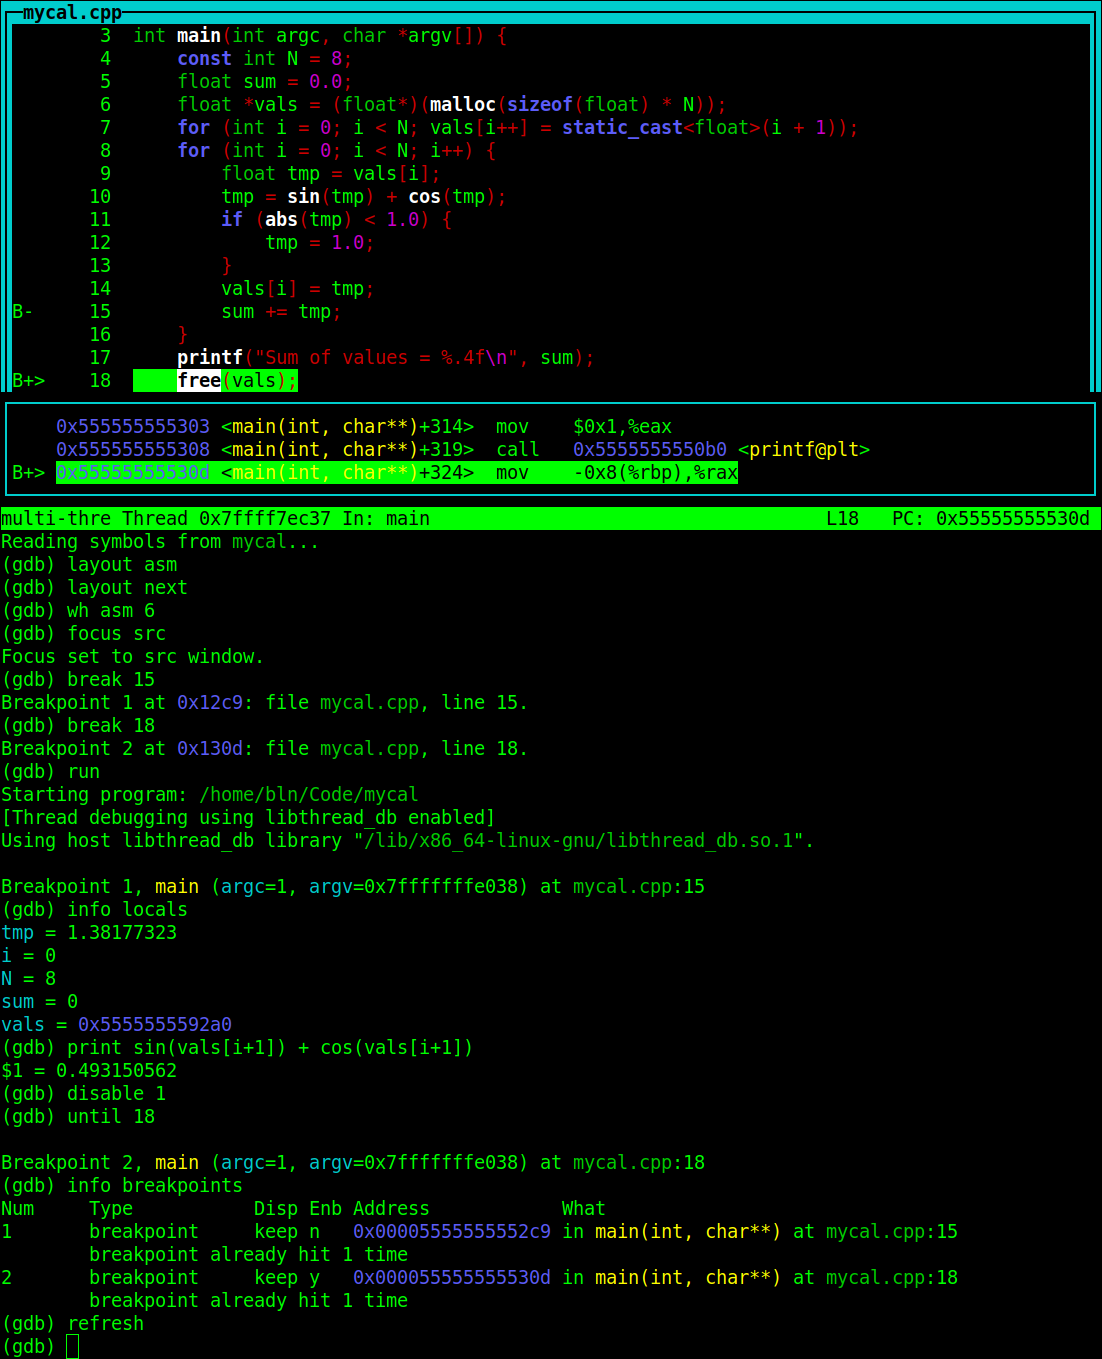 mycal.cpp
3 int main(int argc, char *argv[]) {
4 const int N = 8;
5 float sum = 0.0;
6 float *vals = (float*)(malloc(sizeof(float) * N));
7 for (int i = 0; i < N; vals[i++] = static_cast<float>(i + 1));
8 for (int i = 0; i < N; i++) {
9 float tmp = vals[i];
10 tmp = sin(tmp) + cos(tmp);
11 if (abs(tmp) < 1.0) {
12 tmp = 1.0;
13 }
14 vals[i] = tmp;
B- 15 sum += tmp;
16 }
17 printf("Sum of values = %.4f\n", sum);
B+> 18 free(vals);
0x555555555303 <main(int, char**)+314> mov $0x1,%eax
0x555555555308 <main(int, char**)+319> call 0x5555555550b0 <printf@plt>
B+> 0x55555555530d <main(int, char**)+324> mov -0x8(%rbp),%rax
multi-thre Thread 0x7ffff7ec37 In: main L18 PC: 0x55555555530d
Reading symbols from mycal...
(gdb) layout asm
(gdb) layout next
(gdb) wh asm 6
(gdb) focus src
Focus set to src window.
(gdb) break 15
Breakpoint 1 at 0x12c9: file mycal.cpp, line 15.
(gdb) break 18
Breakpoint 2 at 0x130d: file mycal.cpp, line 18.
(gdb) run
Starting program: /home/bln/Code/mycal
[Thread debugging using libthread_db enabled]
Using host libthread_db library "/lib/x86_64-linux-gnu/libthread_db.so.1".
Breakpoint 1, main (argc=1, argv=0x7fffffffe038) at mycal.cpp:15
(gdb) info locals
tmp = 1.38177323
i = 0
N = 8
sum = 0
vals = 0x5555555592a0
(gdb) print sin(vals[i+1]) + cos(vals[i+1])
$1 = 0.493150562
(gdb) disable 1
(gdb) until 18
Breakpoint 2, main (argc=1, argv=0x7fffffffe038) at mycal.cpp:18
(gdb) info breakpoints
Num Type Disp Enb Address What
1 breakpoint keep n 0x00005555555552c9 in main(int, char**) at mycal.cpp:15
breakpoint already hit 1 time
2 breakpoint keep y 0x000055555555530d in main(int, char**) at mycal.cpp:18
breakpoint already hit 1 time
(gdb) refresh
(gdb)